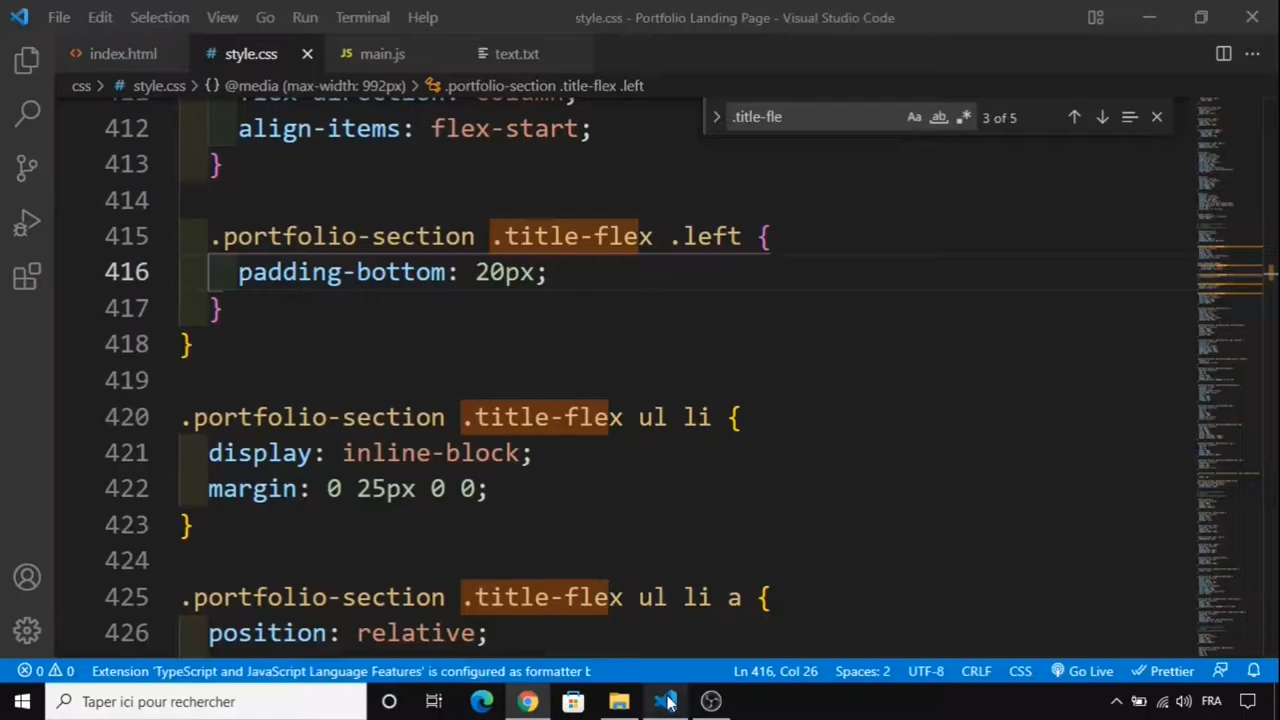 File Edit Selection View Go Run Terminal Help style.css - Portfolio Landing Page - Visual Studio Code
<> index.html # style.css JS main.js text.txt
css > # style.css > {} @media (max-width: 992px) > .portfolio-section .title-flex .left
.title-fle Aa ab .* 3 of 5
412 align-items: flex-start;
413 }
414
415 .portfolio-section .title-flex .left {
416 padding-bottom: 20px;
417 }
418 }
419
420 .portfolio-section .title-flex ul li {
421 display: inline-block;
422 margin: 0 25px 0 0;
423 }
424
425 .portfolio-section .title-flex ul li a {
426 position: relative;
0 0 Extension 'TypeScript and JavaScript Language Features' is configured as formatter b Ln 416, Col 26 Spaces: 2 UTF-8 CRLF CSS Go Live Prettier
Taper ici pour rechercher FRA